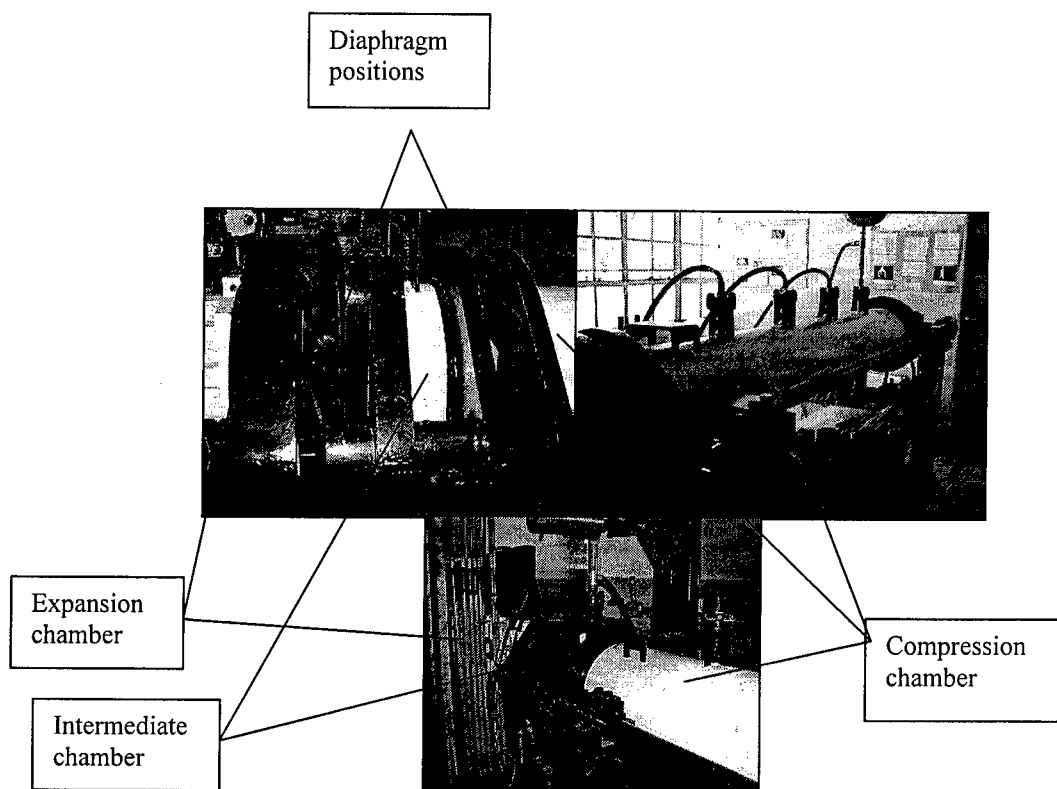 Diaphragm
positions
Expansion
chamber
Intermediate
chamber
Compression
chamber